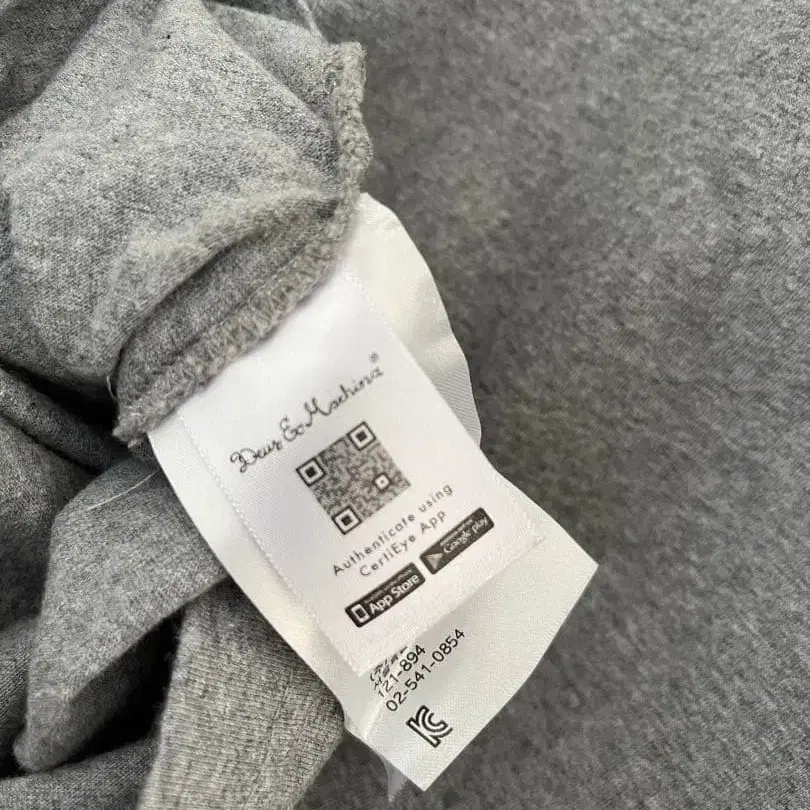 Deus Ex Machina®
Authenticate using
CertiEye App
App Store
Google play
121-894
02-541-0854